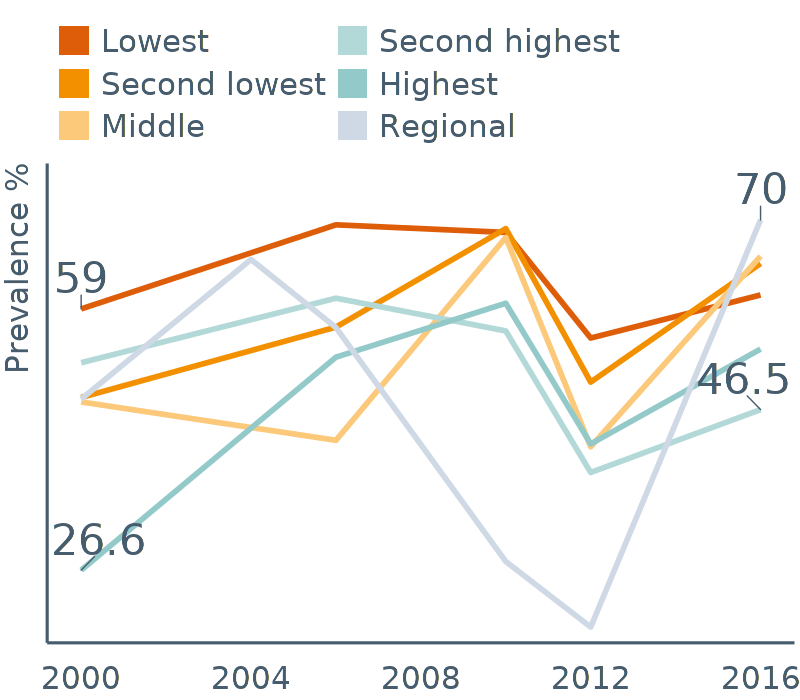 Lowest
Second highest
Second lowest
Highest
Middle
Regional
Prevalence %
59
26.6
70
46.5
2000
2004
2008
2012
2016